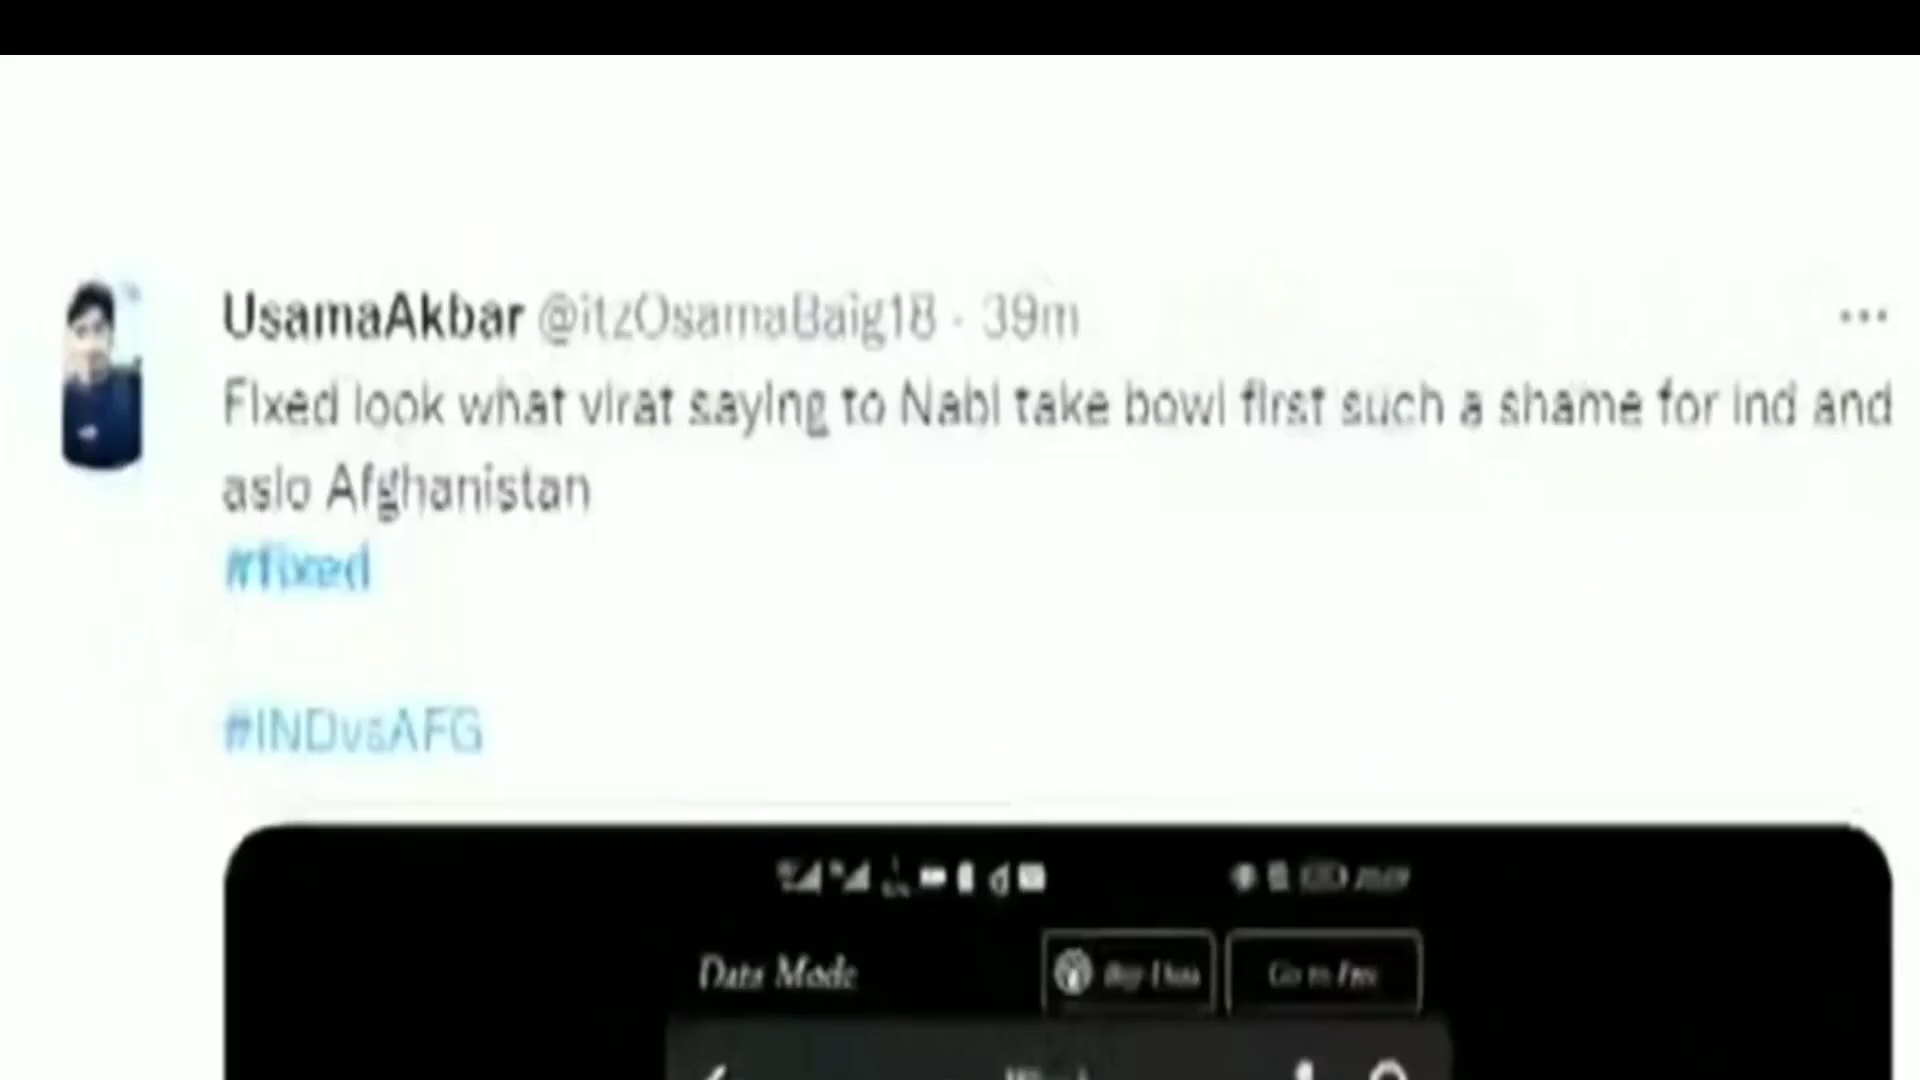 UsamaAkbar @itzOsamaBaig18 · 39m
Fixed look what virat saying to Nabi take bowl first such a shame for ind and
aslo Afghanistan
#fixed
#INDvsAFG
Data Mode
Buy Data
Go to Free